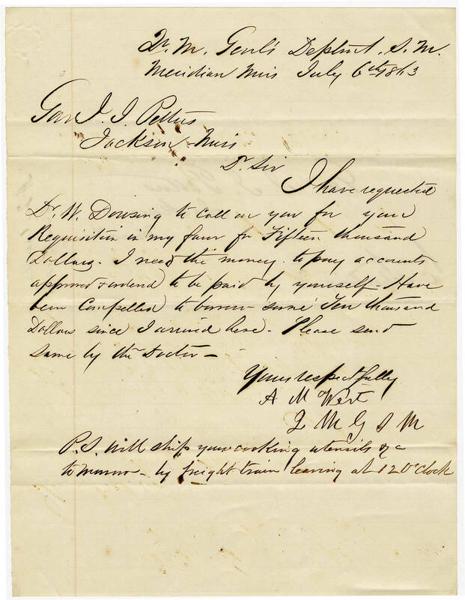 Qr. M. Genl's Deptmt. S. M.
Meridian Miss July 6th 1863
Gov J. J. Pettus
Jackson Miss
Dr Sir
I have requested
Dr. W. Dowsing to call on you for your
Requisition in my favor for Fifteen thousand
Dollars. I need the money to pay accounts
approved & ordered to be paid by yourself. Have
been compelled to borrow some Ten thousand
Dollars since I arrived here. Please send
same by the Doctor —
Yours respectfully
A M West
Q M G S M
P.S. Will ship your cooking utensils &c
tomorrow - by freight train leaving at 12 O'clock